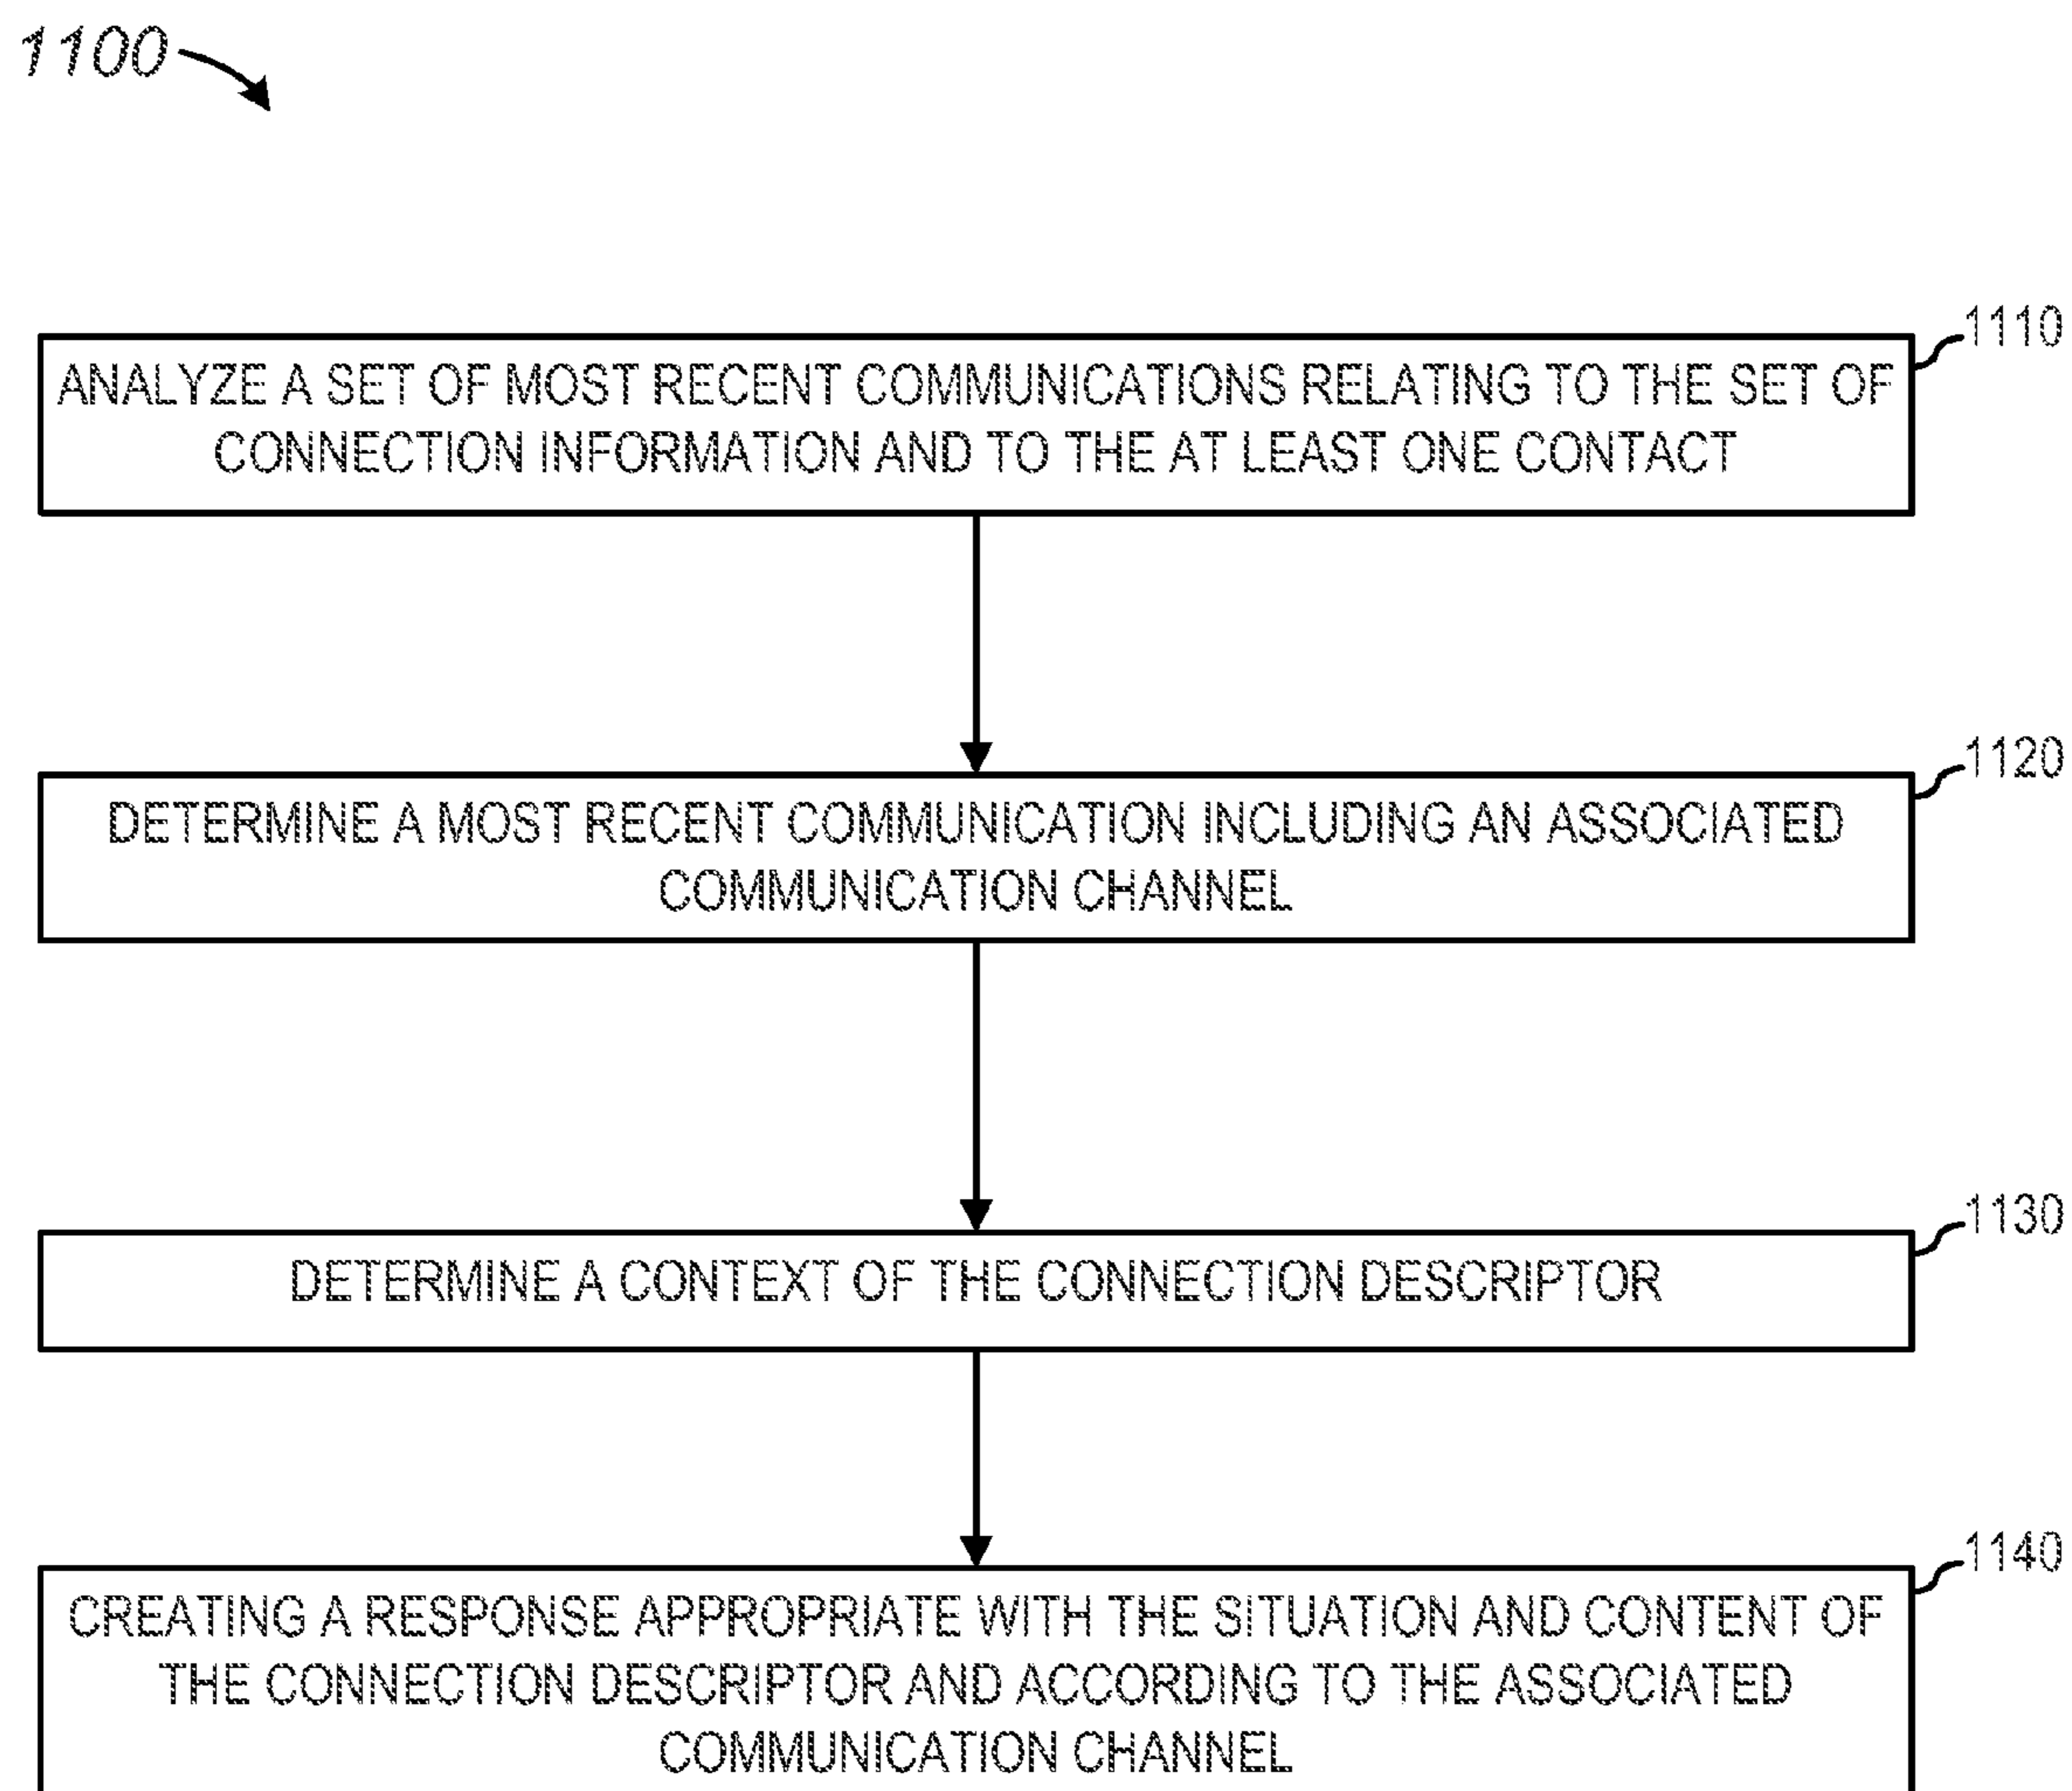 1100
1110
ANALYZE A SET OF MOST RECENT COMMUNICATIONS RELATING TO THE SET OF
CONNECTION INFORMATION AND TO THE AT LEAST ONE CONTACT
1120
DETERMINE A MOST RECENT COMMUNICATION INCLUDING AN ASSOCIATED
COMMUNICATION CHANNEL
1130
DETERMINE A CONTEXT OF THE CONNECTION DESCRIPTOR
1140
CREATING A RESPONSE APPROPRIATE WITH THE SITUATION AND CONTENT OF
THE CONNECTION DESCRIPTOR AND ACCORDING TO THE ASSOCIATED
COMMUNICATION CHANNEL